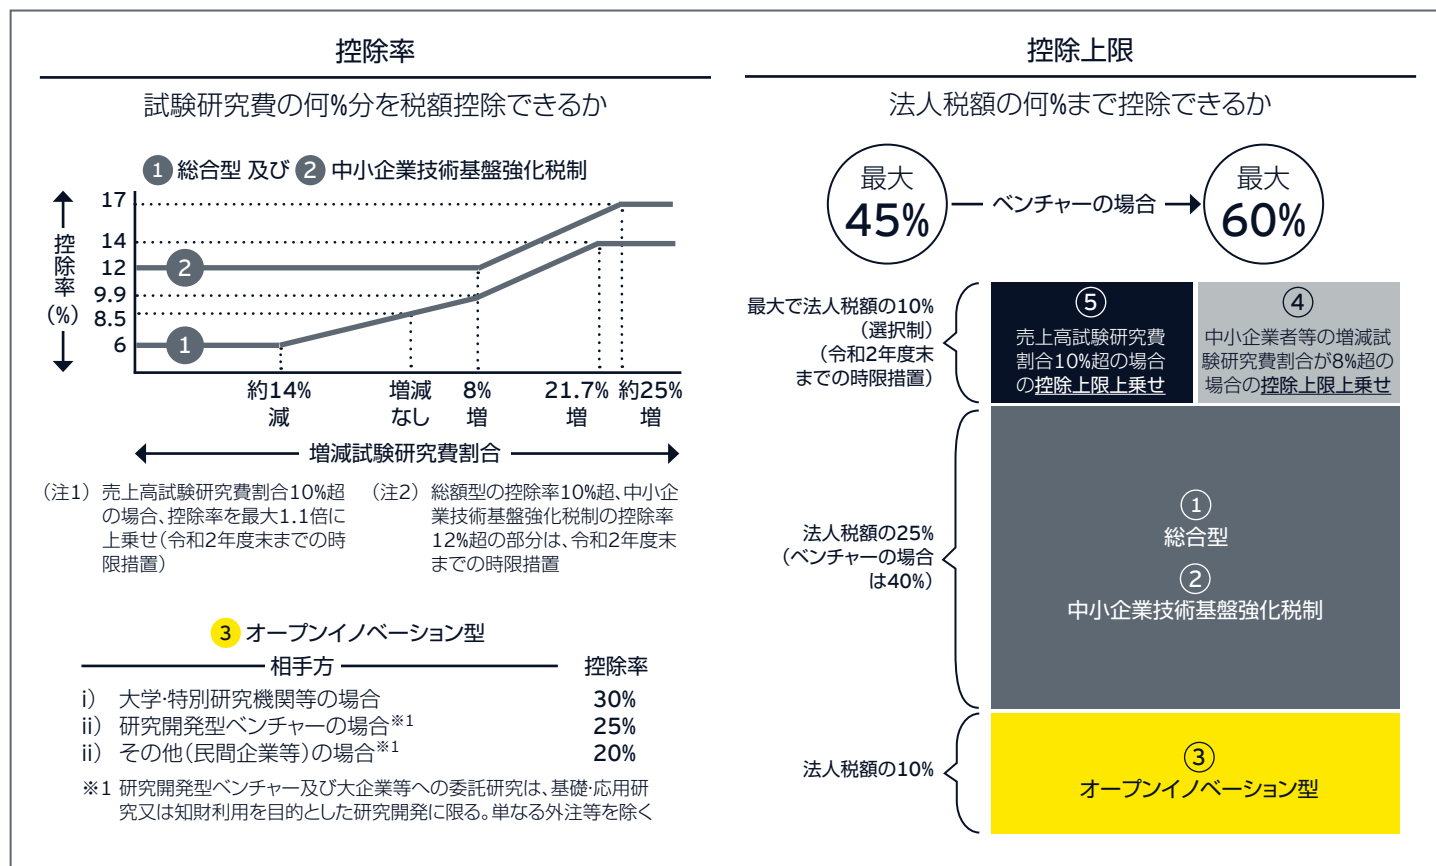 控除率
試験研究費の何%分を税額控除できるか
1 総合型 及び 2 中小企業技術基盤強化税制
控除率(%)
17
14
12
9.9
8.5
6
2
1
約14%
減
増減
なし
8%
増
21.7%
増
約25%
増
増減試験研究費割合
(注1) 売上高試験研究費割合10%超
の場合、控除率を最大1.1倍に
上乗せ(令和2年度末までの時
限措置)
(注2) 総額型の控除率10%超、中小企
業技術基盤強化税制の控除率
12%超の部分は、令和2年度末
までの時限措置
3 オープンイノベーション型
相手方 控除率
i) 大学・特別研究機関等の場合 30%
ii) 研究開発型ベンチャーの場合※1 25%
ii) その他(民間企業等)の場合※1 20%
※1 研究開発型ベンチャー及び大企業等への委託研究は、基礎・応用研
究又は知財利用を目的とした研究開発に限る。単なる外注等を除く
控除上限
法人税額の何%まで控除できるか
最大
45%
ベンチャーの場合
最大
60%
最大で法人税額の10%
(選択制)
(令和2年度末
までの時限措置)
⑤
売上高試験研究費
割合10%超の場合
の控除上限上乗せ
④
中小企業者等の増減試
験研究費割合が8%超の
場合の控除上限上乗せ
法人税額の25%
(ベンチャーの場合
は40%)
①
総合型
②
中小企業技術基盤強化税制
法人税額の10%
③
オープンイノベーション型